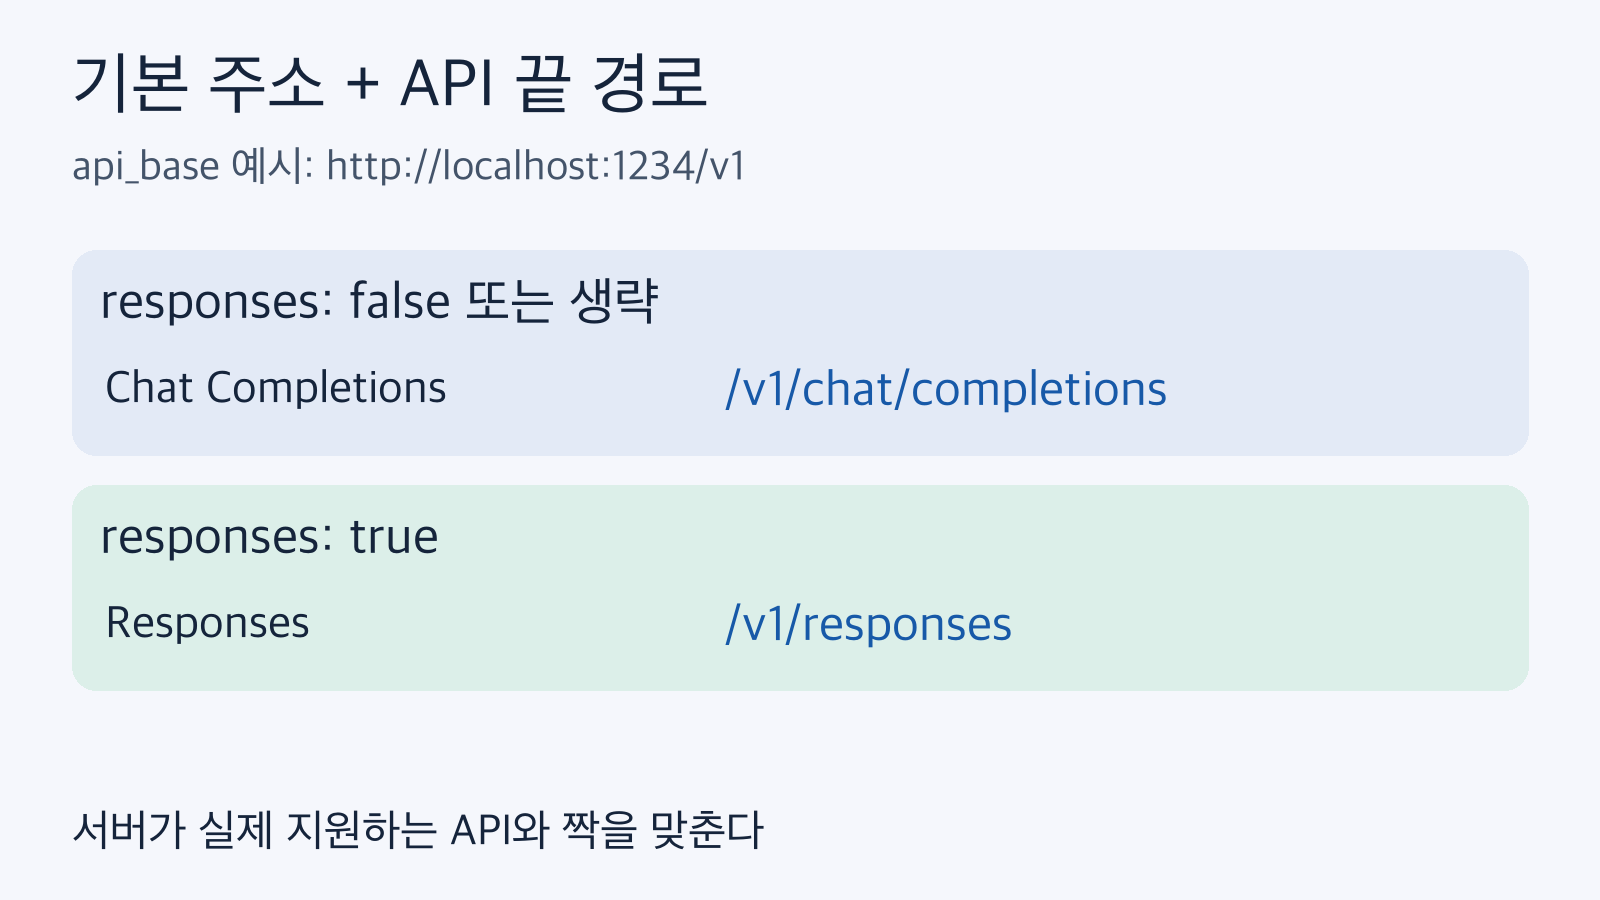 기본 주소 + API 끝 경로
api_base 예시: http://localhost:1234/v1
responses: false 또는 생략
Chat Completions /v1/chat/completions
responses: true
Responses /v1/responses
서버가 실제 지원하는 API와 짝을 맞춘다